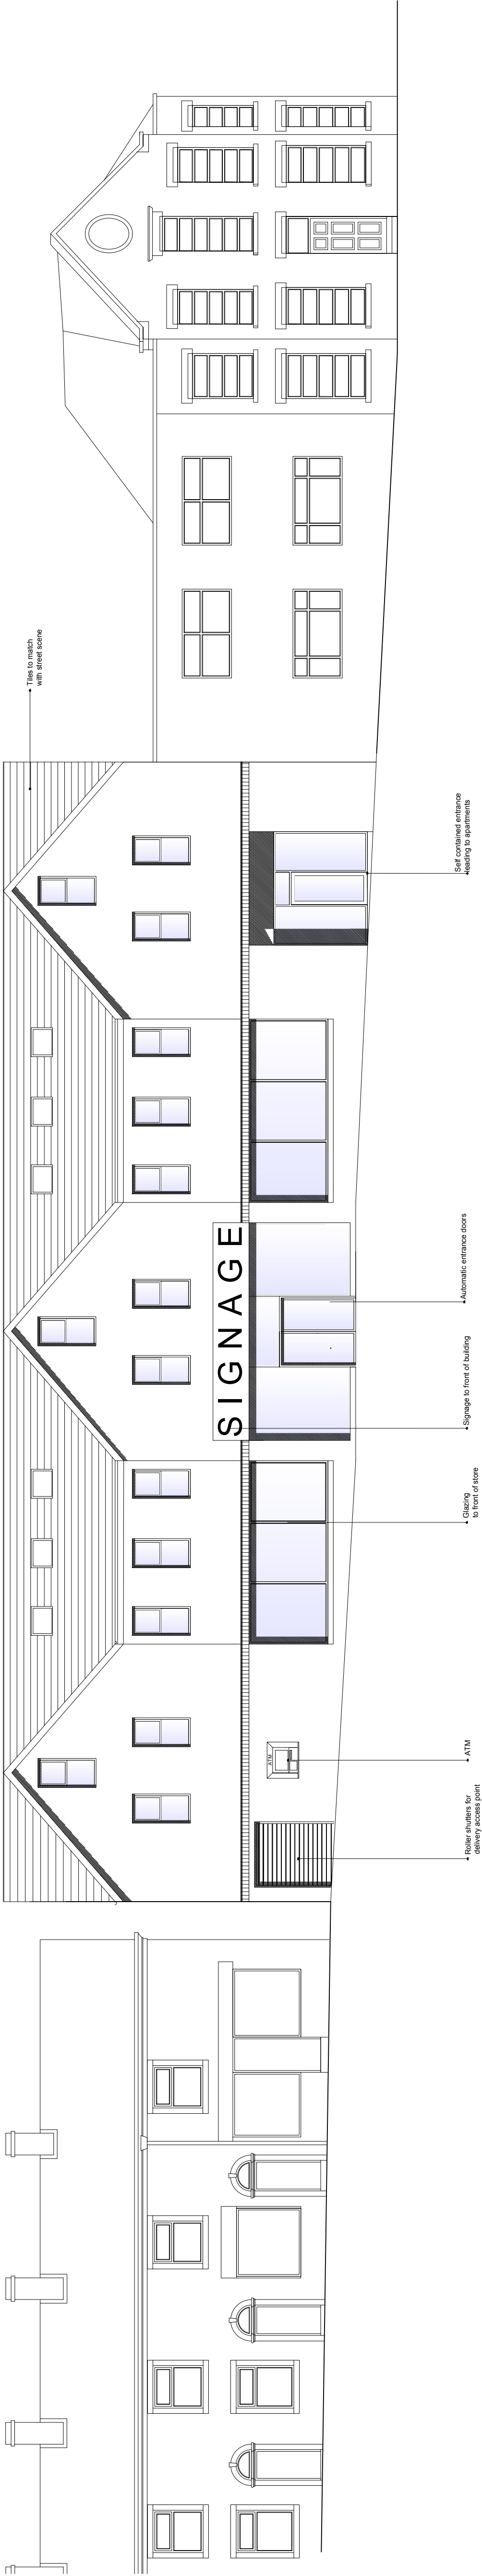 Tiles to match
with street scene
SIGNAGE
ATM
Roller shutters for
delivery access point
ATM
Glazing
to front of store
Signage to front of building
Automatic entrance doors
Self contained entrance
leading to apartments